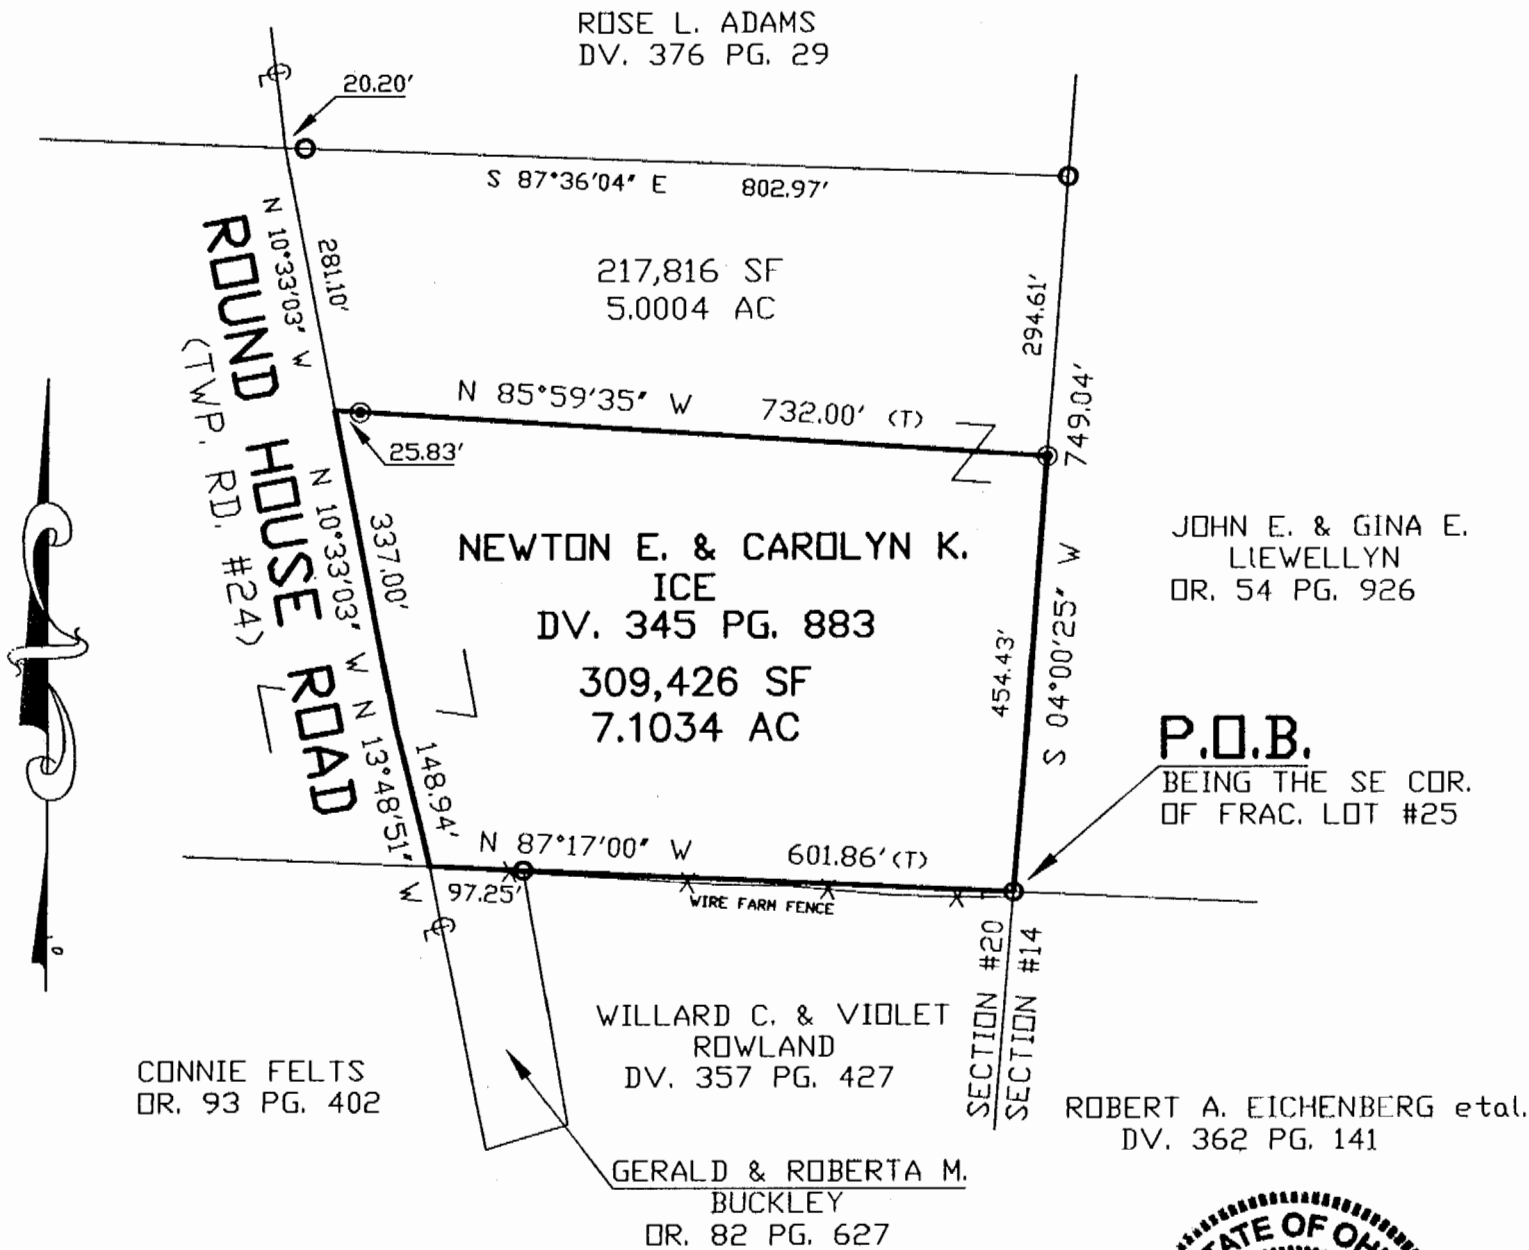 ROSE L. ADAMS
DV. 376 PG. 29
20.20'
S 87°36'04" E 802.97'
N 10°33'03" W
281.10'
217,816 SF
5.0004 AC
294.61'
749.04'
ROUND HOUSE ROAD
(TWP. RD. #24)
N 85°59'35" W 732.00' (T)
25.83'
N 10°33'03" W
337.00'
NEWTON E. & CAROLYN K.
ICE
DV. 345 PG. 883
309,426 SF
7.1034 AC
454.43'
S 04°00'25" W
JOHN E. & GINA E.
LIEWELLYN
OR. 54 PG. 926
P.O.B.
BEING THE SE COR.
OF FRAC. LOT #25
N 13°48'51" W
148.94'
N 87°17'00" W 601.86'(T)
97.25'
WIRE FARM FENCE
SECTION #20
SECTION #14
WILLARD C. & VIOLET
ROWLAND
DV. 357 PG. 427
CONNIE FELTS
OR. 93 PG. 402
ROBERT A. EICHENBERG etal.
DV. 362 PG. 141
GERALD & ROBERTA M.
BUCKLEY
OR. 82 PG. 627